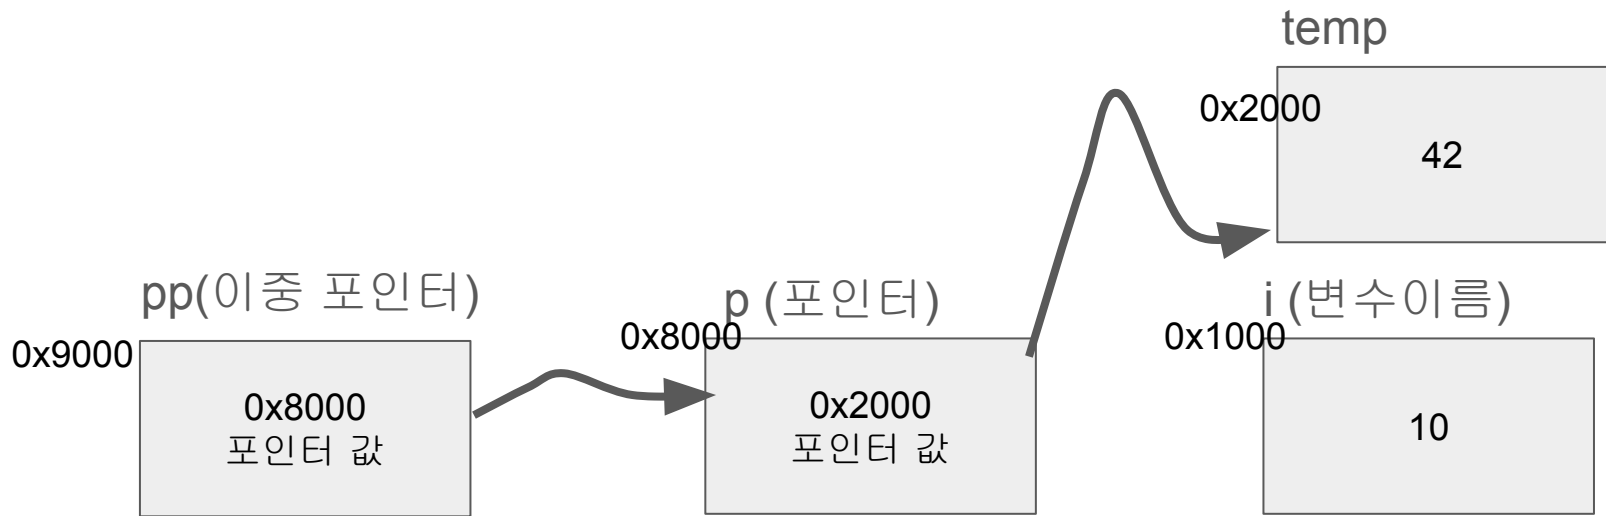 temp
0x2000
42
pp(이중 포인터)
0x9000
0x8000
포인터 값
p (포인터)
0x8000
0x2000
포인터 값
i (변수이름)
0x1000
10